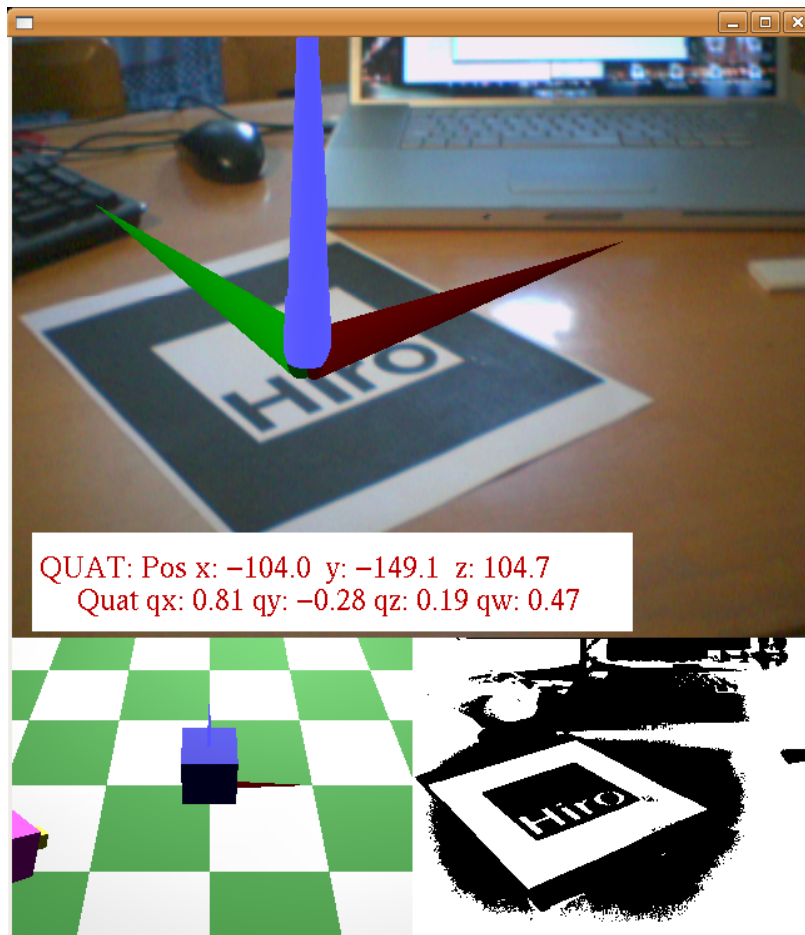 Hiro
QUAT: Pos x: −104.0 y: −149.1 z: 104.7
Quat qx: 0.81 qy: −0.28 qz: 0.19 qw: 0.47
Hiro